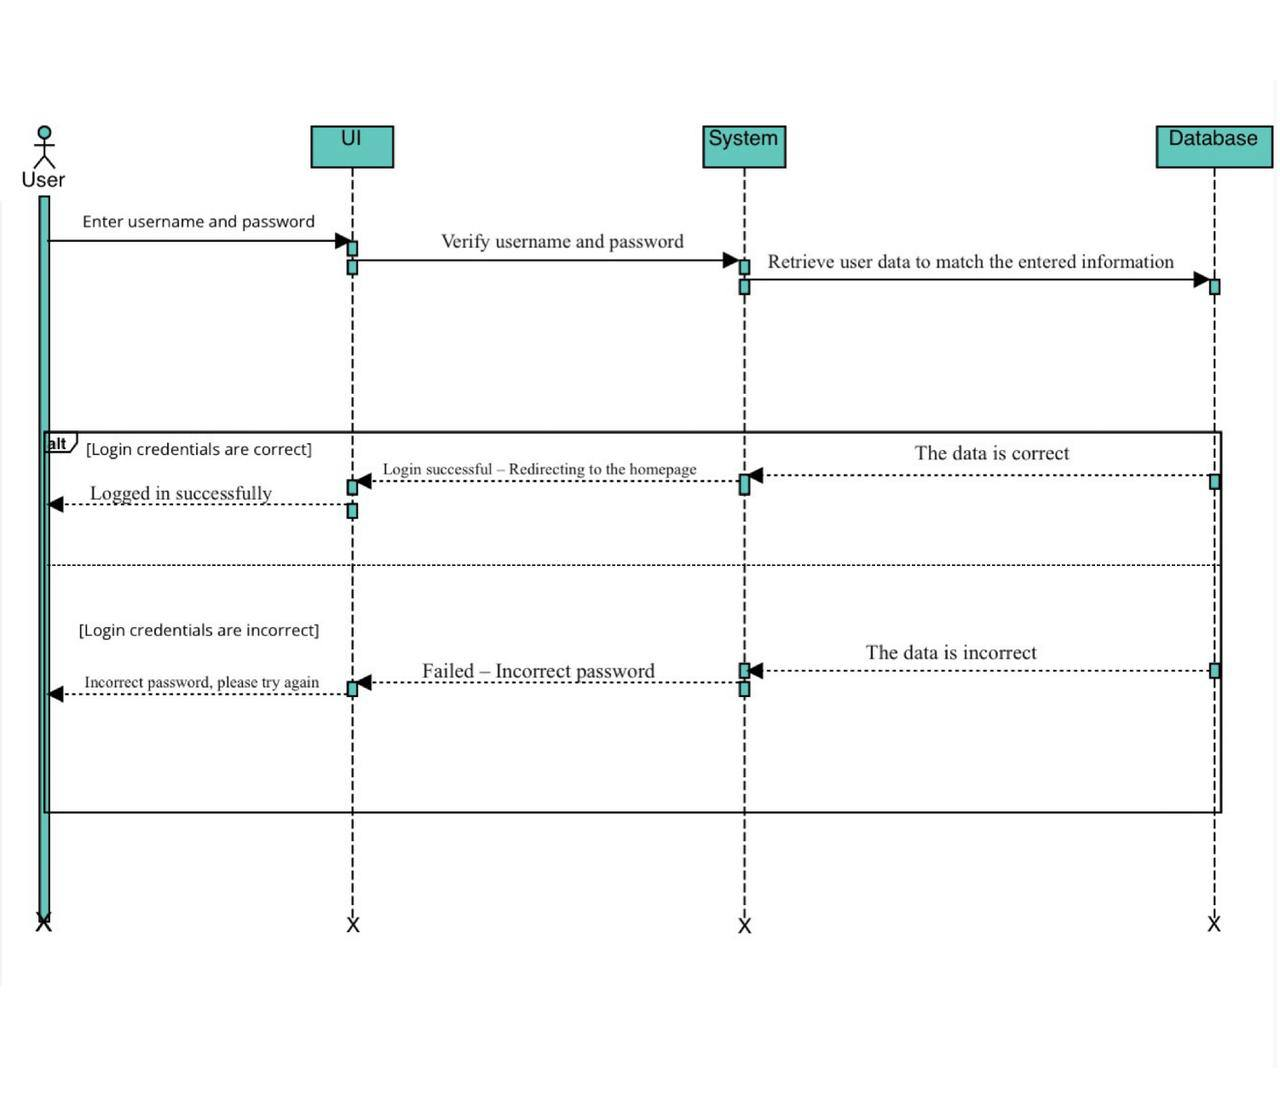 User
UI
System
Database
Enter username and password
Verify username and password
Retrieve user data to match the entered information
alt
[Login credentials are correct]
The data is correct
Login successful – Redirecting to the homepage
Logged in successfully
[Login credentials are incorrect]
The data is incorrect
Failed – Incorrect password
Incorrect password, please try again
X
X
X
X